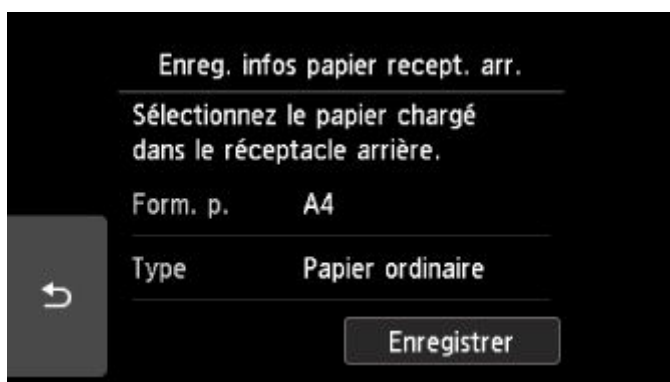 Enreg. infos papier recept. arr.
Sélectionnez le papier chargé
dans le réceptacle arrière.
Form. p. A4
Type Papier ordinaire
Enregistrer